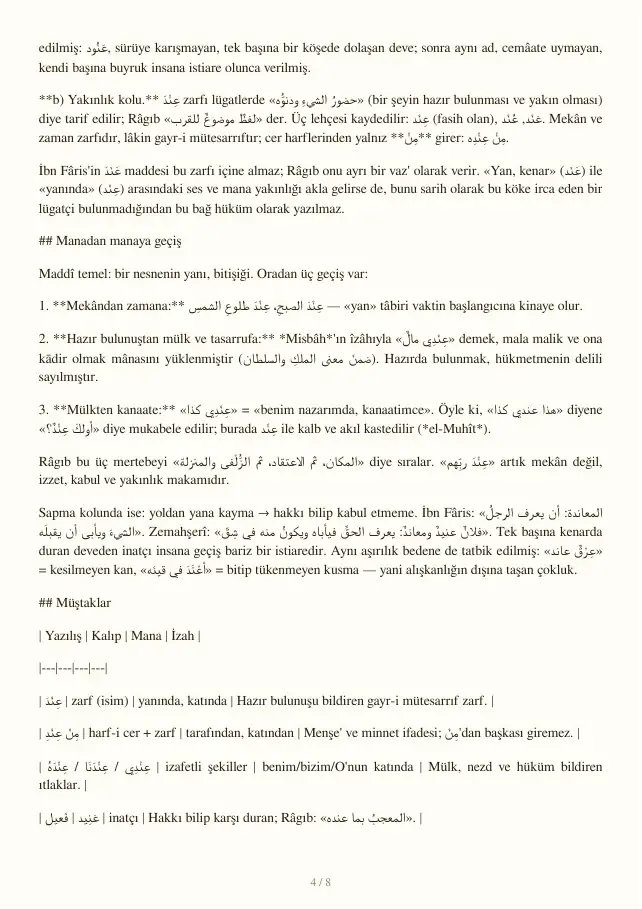 edilmiş: عَنُود, sürüye karışmayan, tek başına bir köşede dolaşan deve; sonra aynı ad, cemâate uymayan,
kendi başına buyruk insana istiare olunca verilmiş.
**b) Yakınlık kolu.** عِنْدَ zarfı lügatlerde «حضورُ الشيءِ ودنوُّه» (bir şeyin hazır bulunması ve yakın olması)
diye tarif edilir; Râgıb «لفظٌ موضوعٌ للقرب» der. Üç lehçesi kaydedilir: عِنْد (fasih olan), عَنْد, عُنْد. Mekân ve
zaman zarfıdır, lâkin gayr-i mütesarrıftır; cer harflerinden yalnız **مِنْ** girer: مِنْ عِنْدِه.
İbn Fâris'in عَنَدَ maddesi bu zarfı içine almaz; Râgıb onu ayrı bir vaz' olarak verir. «Yan, kenar» (عَنَد) ile
«yanında» (عِنْد) arasındaki ses ve mana yakınlığı akla gelirse de, bunu sarih olarak bu köke irca eden bir
lügatçi bulunmadığından bu bağ hüküm olarak yazılmaz.
## Manadan manaya geçiş
Maddî temel: bir nesnenin yanı, bitişiği. Oradan üç geçiş var:
1. **Mekândan zamana:** عِنْدَ الصبحِ، عِنْدَ طلوعِ الشمسِ — «yan» tâbiri vaktin başlangıcına kinaye olur.
2. **Hazır bulunuştan mülk ve tasarrufa:** *Misbâh*'ın îzâhıyla «عِنْدِي مالٌ» demek, mala malik ve ona
kādir olmak mânasını yüklenmiştir (ضمنُ معنى الملكِ والسلطان). Hazırda bulunmak, hükmetmenin delili
sayılmıştır.
3. **Mülkten kanaate:** «عِنْدِي كذا» = «benim nazarımda, kanaatimce». Öyle ki, «هذا عندي كذا» diyene
«أولكَ عِنْدٌ؟» diye mukabele edilir; burada عِنْد ile kalb ve akıl kastedilir (*el-Muhît*).
Râgıb bu üç mertebeyi «المكان، ثم الاعتقاد، ثم الزُّلْفى والمنزلة» diye sıralar. «عِنْدَ ربِّهم» artık mekân değil,
izzet, kabul ve yakınlık makamıdır.
Sapma kolunda ise: yoldan yana kayma → hakkı bilip kabul etmeme. İbn Fâris: «المعاندة: أن يعرف الرجلُ
الشيءَ ويأبى أن يقبلَه». Zemahşerî: «فلانٌ عنيدٌ ومعاندٌ: يعرف الحقَّ فيأباه ويكونُ منه في شِقّ». Tek başına kenarda
duran deveden inatçı insana geçiş bariz bir istiaredir. Aynı aşırılık bedene de tatbik edilmiş: «عِرْقٌ عاند»
= kesilmeyen kan, «أعْنَدَ في قيئه» = bitip tükenmeyen kusma — yani alışkanlığın dışına taşan çokluk.
## Müştaklar
| Yazılış | Kalıp | Mana | İzah |
|---|---|---|---|
| عِنْدَ | zarf (isim) | yanında, katında | Hazır bulunuşu bildiren gayr-i mütesarrıf zarf. |
| مِنْ عِنْدِ | harf-i cer + zarf | tarafından, katından | Menşe' ve minnet ifadesi; مِنْ'dan başkası giremez. |
| عِنْدِي / عِنْدَنَا / عِنْدَهُ | izafetli şekiller | benim/bizim/O'nun katında | Mülk, nezd ve hüküm bildiren
ıtlaklar. |
| عَنِيد | فَعيل | inatçı | Hakkı bilip karşı duran; Râgıb: «المعجبُ بما عنده». |
4 / 8